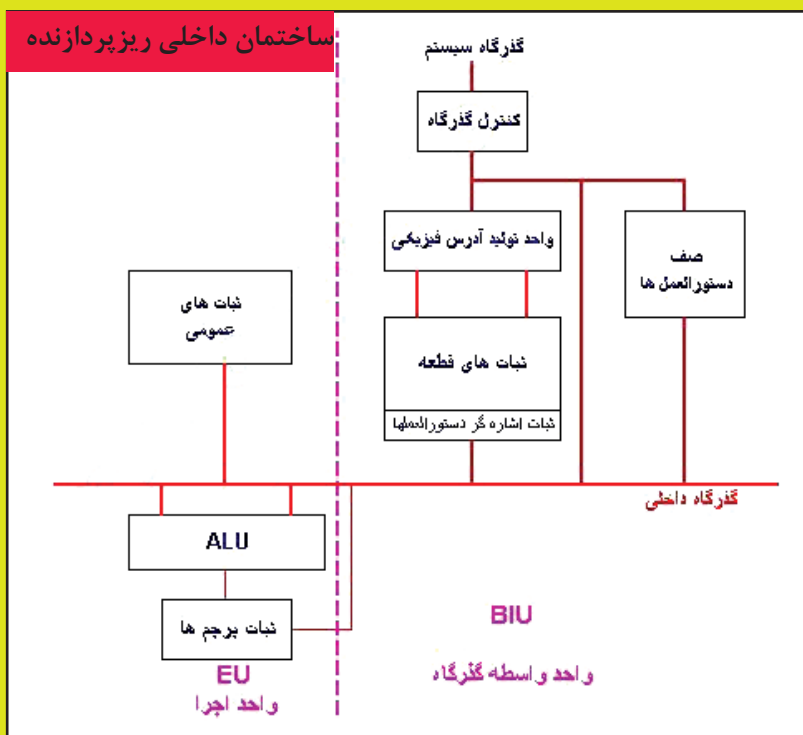 ساختمان داخلی ریزپردازنده
گذرگاه سیستم
کنترل گذرگاه
واحد تولید آدرس فیزیکی
صف
دستورالعمل ها
ثبات های
عمومی
ثبات های قطعه
ثبات اشاره گر دستورالعملها
گذرگاه داخلی
ALU
ثبات پرچم ها
BIU
واحد واسطه گذرگاه
EU
واحد اجرا